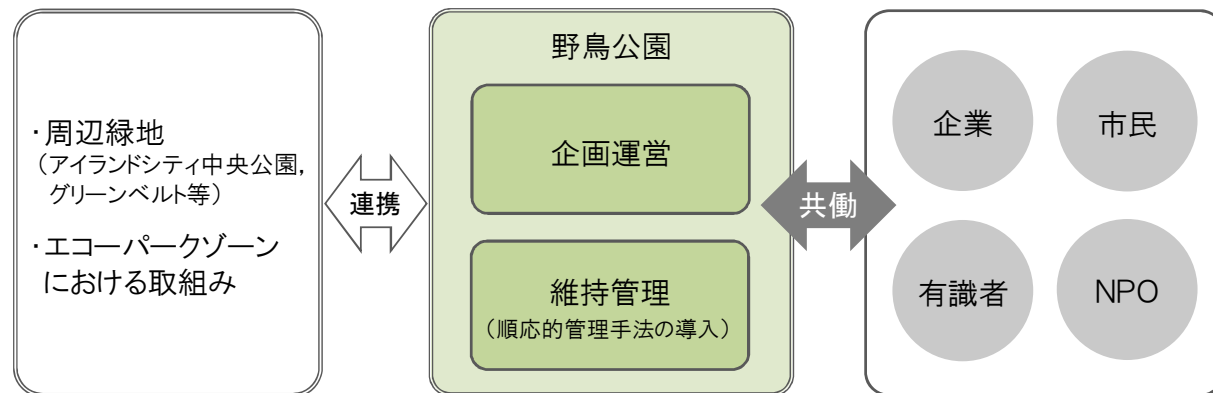 ・周辺緑地
（アイランドシティ中央公園，
グリーンベルト等）
・エコーパークゾーン
における取組み
連携
野鳥公園
企画運営
維持管理
（順応的管理手法の導入）
共働
企業
市民
有識者
NPO